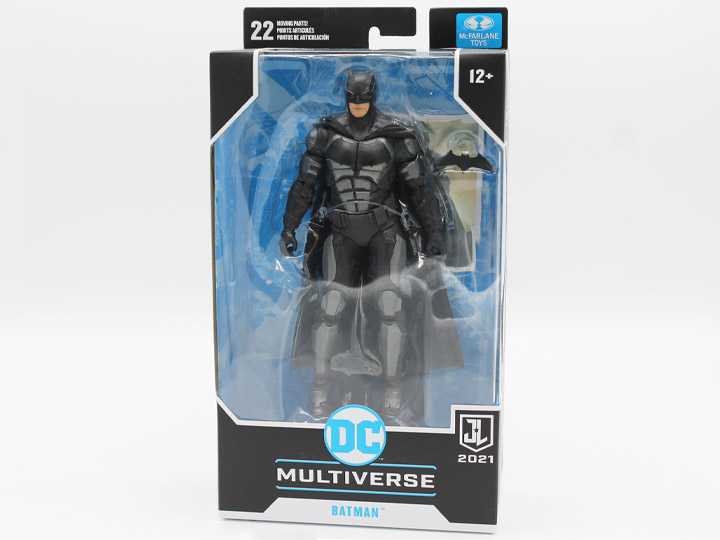 22
MOVING PARTS!
POINTS ARTICULÉS
PUNTOS DE ARTICULACIÓN
McFARLANE
TOYS
12+
DC
JL
2021
MULTIVERSE
BATMAN™